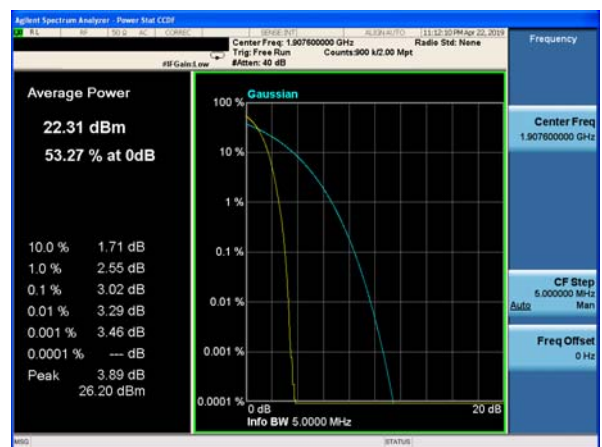 Agilent Spectrum Analyzer - Power Stat CCDF
RL RF 50 Ω AC CORREC SENSE:INT ALIGN AUTO 11:12:10 PM Apr 22, 2019
Center Freq: 1.907600000 GHz Radio Std: None
Trig: Free Run Counts:900 k/2.00 Mpt
#IFGain:Low #Atten: 40 dB
Frequency
Average Power
22.31 dBm
53.27 % at 0dB
10.0 % 1.71 dB
1.0 % 2.55 dB
0.1 % 3.02 dB
0.01 % 3.29 dB
0.001 % 3.46 dB
0.0001 % --- dB
Peak 3.89 dB
26.20 dBm
Gaussian
100 %
10 %
1 %
0.1 %
0.01 %
0.001 %
0.0001 %
0 dB 20 dB
Info BW 5.0000 MHz
Center Freq
1.907600000 GHz
CF Step
5.000000 MHz
Auto Man
Freq Offset
0 Hz
MSG STATUS